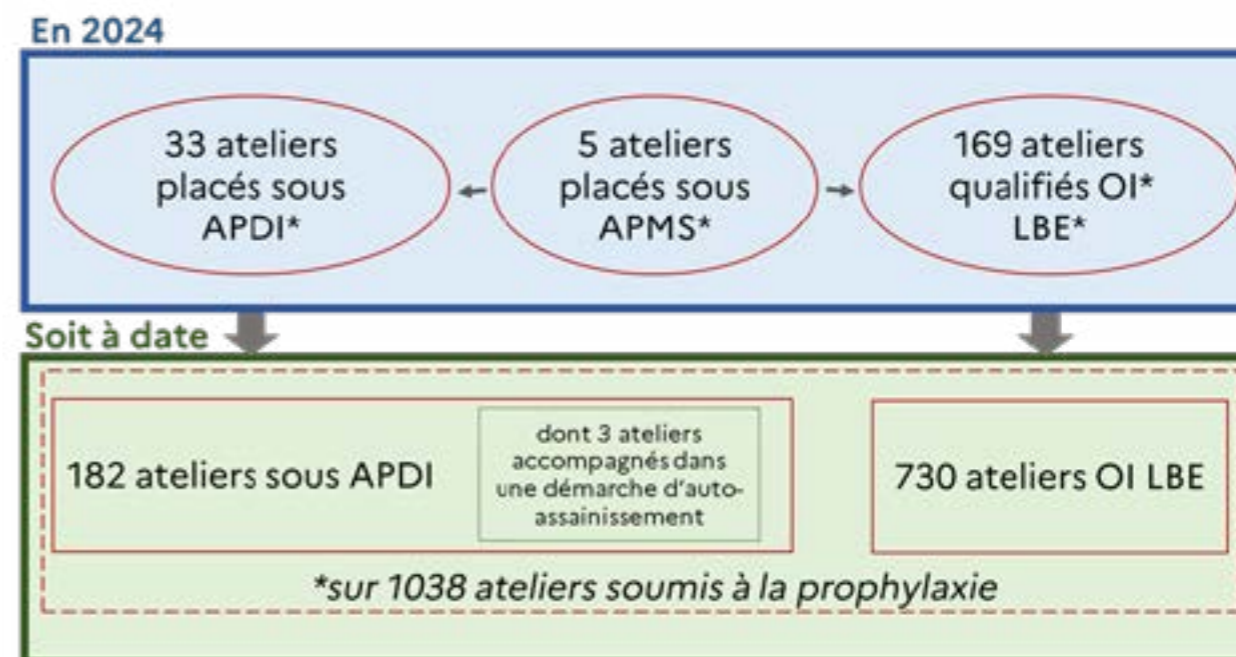 En 2024
33 ateliers
placés sous
APDI*
5 ateliers
placés sous
APMS*
169 ateliers
qualifiés OI*
LBE*
Soit à date
182 ateliers sous APDI
dont 3 ateliers
accompagnés dans
une démarche d'auto-
assainissement
730 ateliers OI LBE
*sur 1038 ateliers soumis à la prophylaxie